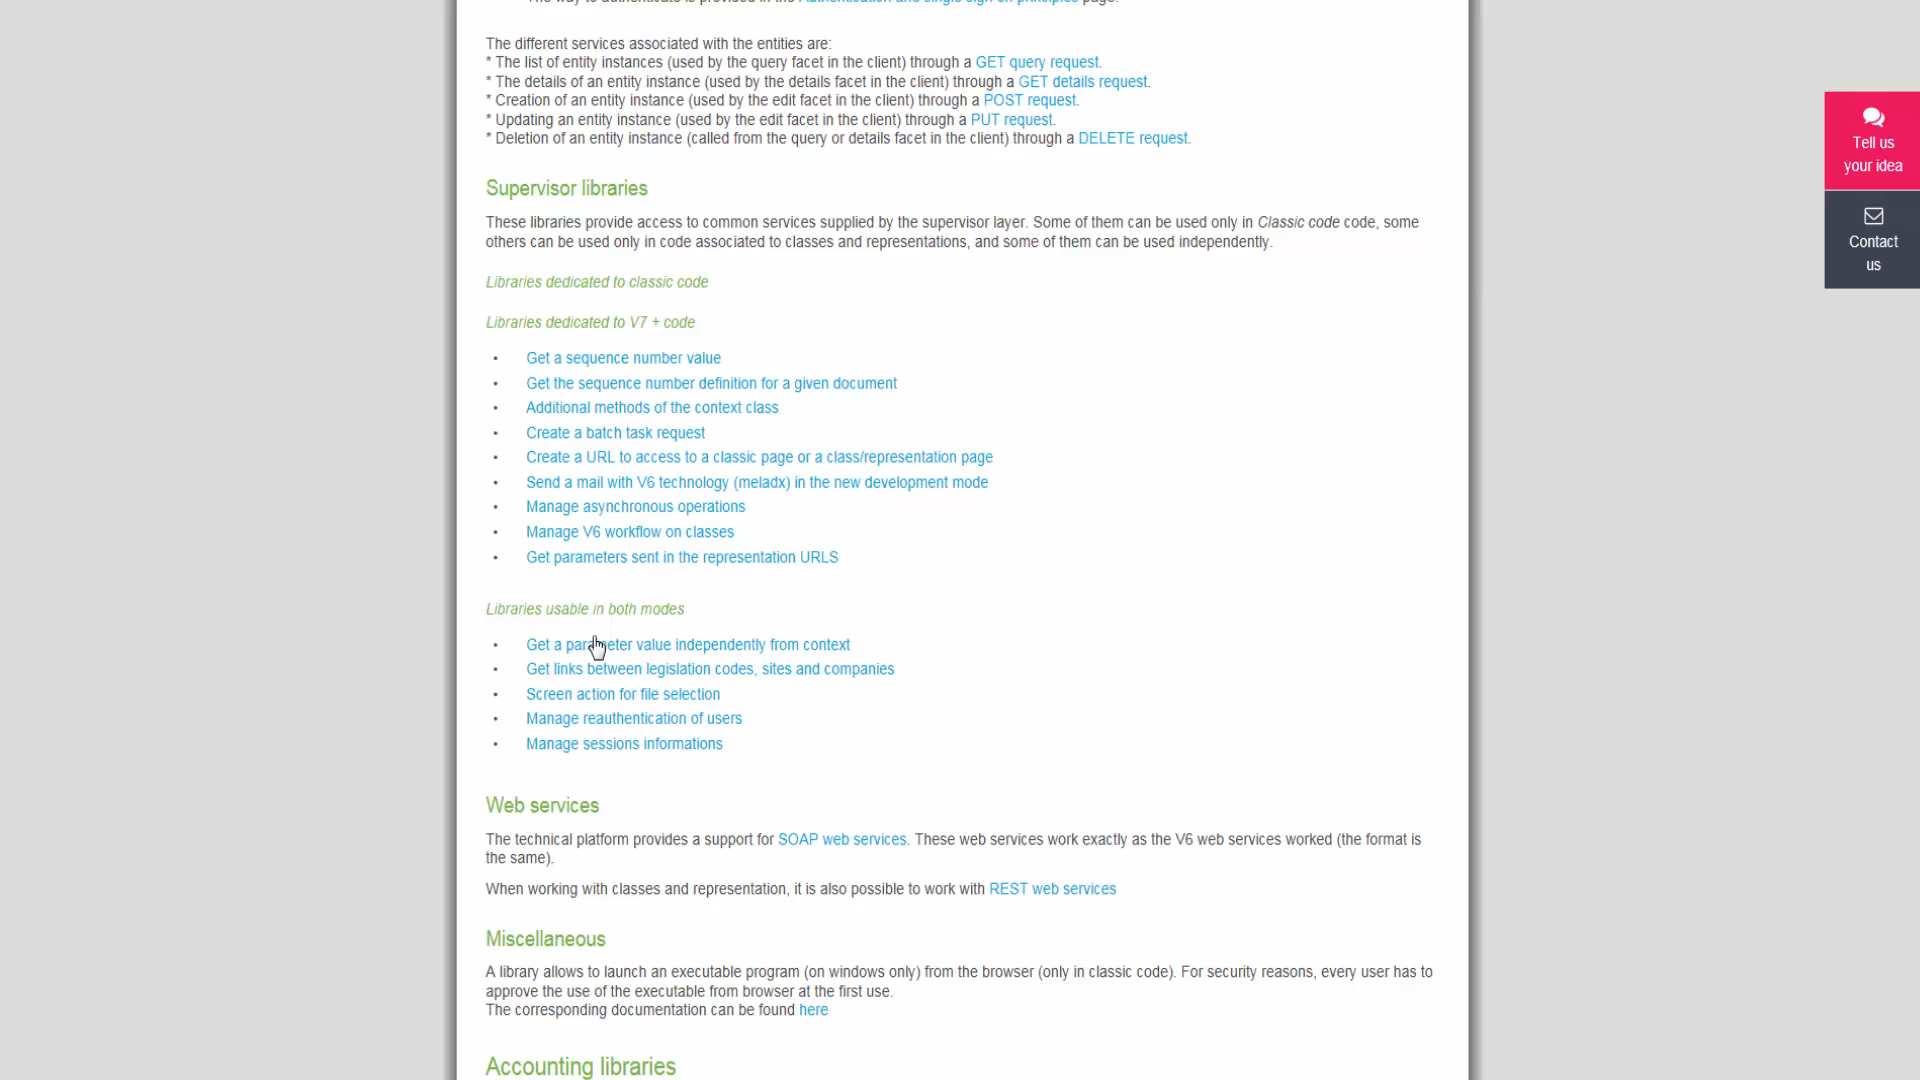 The way to authenticate is provided in the Authentication and single sign on principles page.
The different services associated with the entities are:
* The list of entity instances (used by the query facet in the client) through a GET query request.
* The details of an entity instance (used by the details facet in the client) through a GET details request.
* Creation of an entity instance (used by the edit facet in the client) through a POST request.
* Updating an entity instance (used by the edit facet in the client) through a PUT request.
* Deletion of an entity instance (called from the query or details facet in the client) through a DELETE request.
Supervisor libraries
These libraries provide access to common services supplied by the supervisor layer. Some of them can be used only in Classic code code, some
others can be used only in code associated to classes and representations, and some of them can be used independently.
Libraries dedicated to classic code
Libraries dedicated to V7 + code
• Get a sequence number value
• Get the sequence number definition for a given document
• Additional methods of the context class
• Create a batch task request
• Create a URL to access to a classic page or a class/representation page
• Send a mail with V6 technology (meladx) in the new development mode
• Manage asynchronous operations
• Manage V6 workflow on classes
• Get parameters sent in the representation URLS
Libraries usable in both modes
• Get a parameter value independently from context
• Get links between legislation codes, sites and companies
• Screen action for file selection
• Manage reauthentication of users
• Manage sessions informations
Web services
The technical platform provides a support for SOAP web services. These web services work exactly as the V6 web services worked (the format is
the same).
When working with classes and representation, it is also possible to work with REST web services
Miscellaneous
A library allows to launch an executable program (on windows only) from the browser (only in classic code). For security reasons, every user has to
approve the use of the executable from browser at the first use.
The corresponding documentation can be found here
Accounting libraries
Tell us
your idea
Contact
us